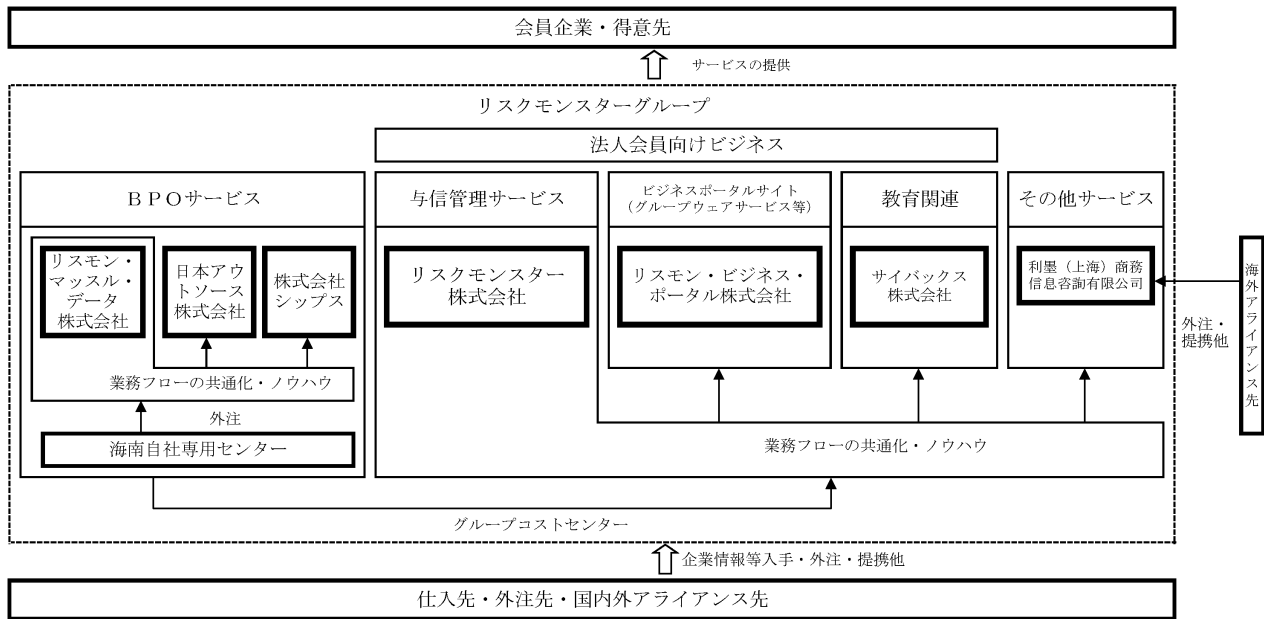 会員企業・得意先
サービスの提供
リスクモンスターグループ
法人会員向けビジネス
BPOサービス
与信管理サービス
ビジネスポータルサイト
（グループウェアサービス等）
教育関連
その他サービス
リスモン・
マッスル・
データ
株式会社
日本アウ
トソース
株式会社
株式会社
シップス
リスクモンスター
株式会社
リスモン・ビジネス・
ポータル株式会社
サイバックス
株式会社
利墨（上海）商務
信息咨詢有限公司
海外アライアンス先
外注・
提携他
業務フローの共通化・ノウハウ
外注
海南自社専用センター
業務フローの共通化・ノウハウ
グループコストセンター
企業情報等入手・外注・提携他
仕入先・外注先・国内外アライアンス先